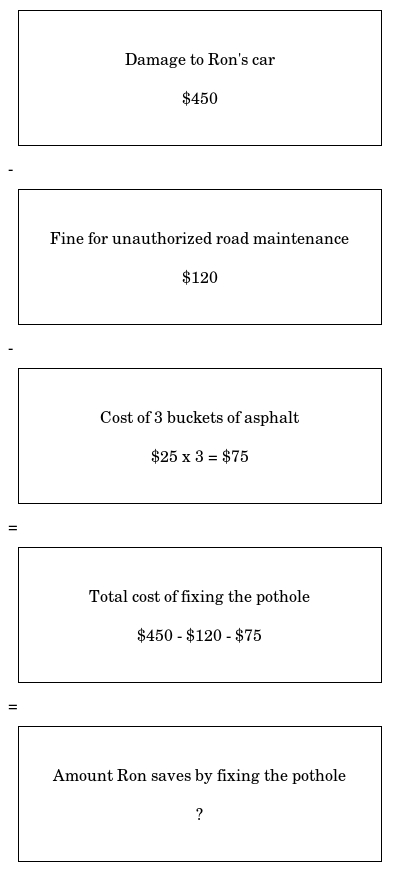 Damage to Ron's car
$450
-
Fine for unauthorized road maintenance
$120
-
Cost of 3 buckets of asphalt
$25 x 3 = $75
=
Total cost of fixing the pothole
$450 - $120 - $75
=
Amount Ron saves by fixing the pothole
?